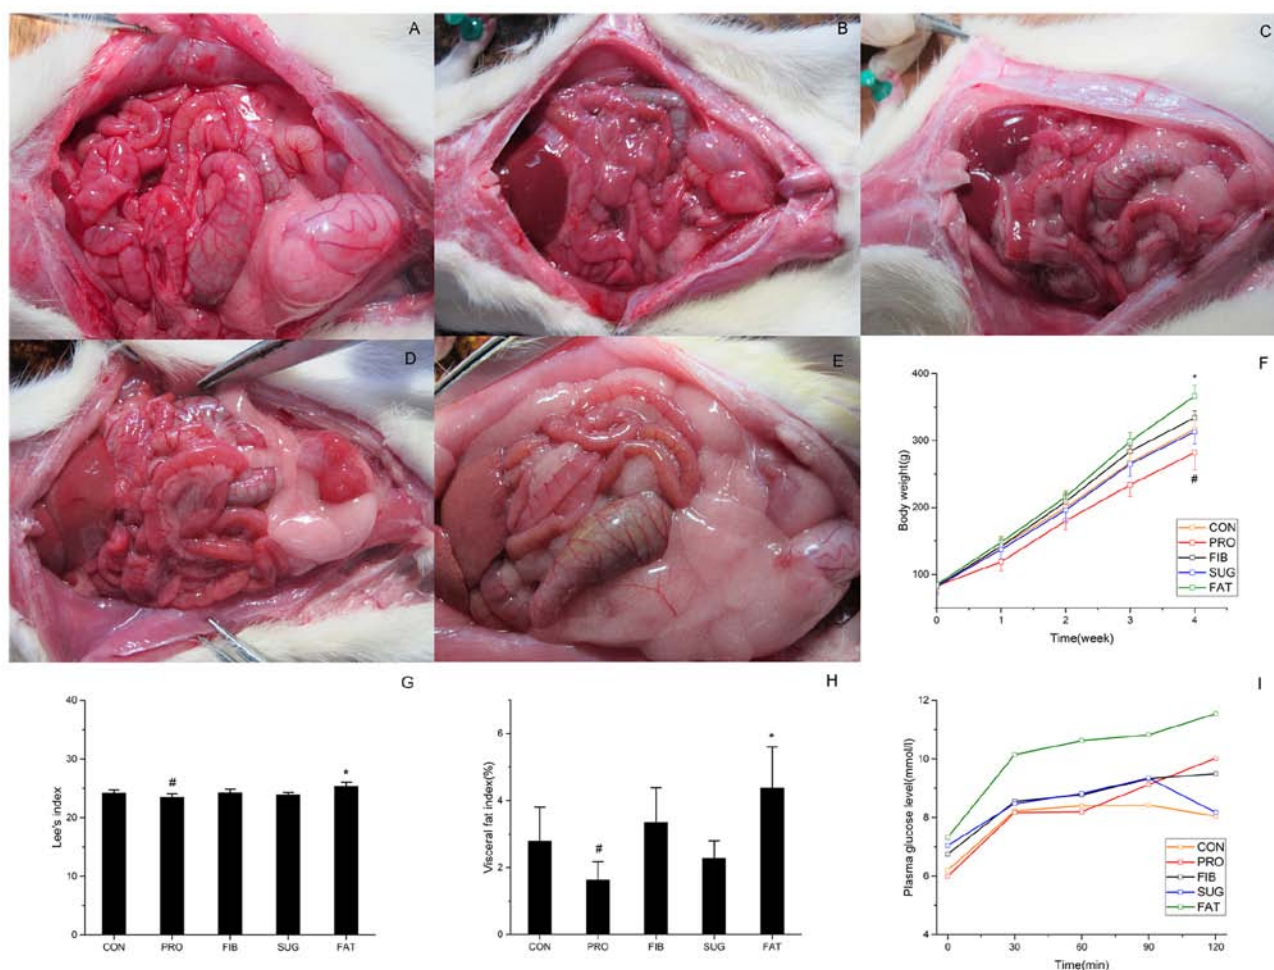 A
B
C
D
E
F
400
300
200
100
Body weight(g)
*
#
CON
PRO
FIB
SUG
FAT
0 1 2 3 4
Time(week)
G
40
30
20
10
0
Lee's index
#
*
CON PRO FIB SUG FAT
H
6
4
2
0
Visceral fat index(%)
#
*
CON PRO FIB SUG FAT
I
12
10
8
6
4
Plasma glucose level(mmol/l)
CON
PRO
FIB
SUG
FAT
0 30 60 90 120
Time(min)